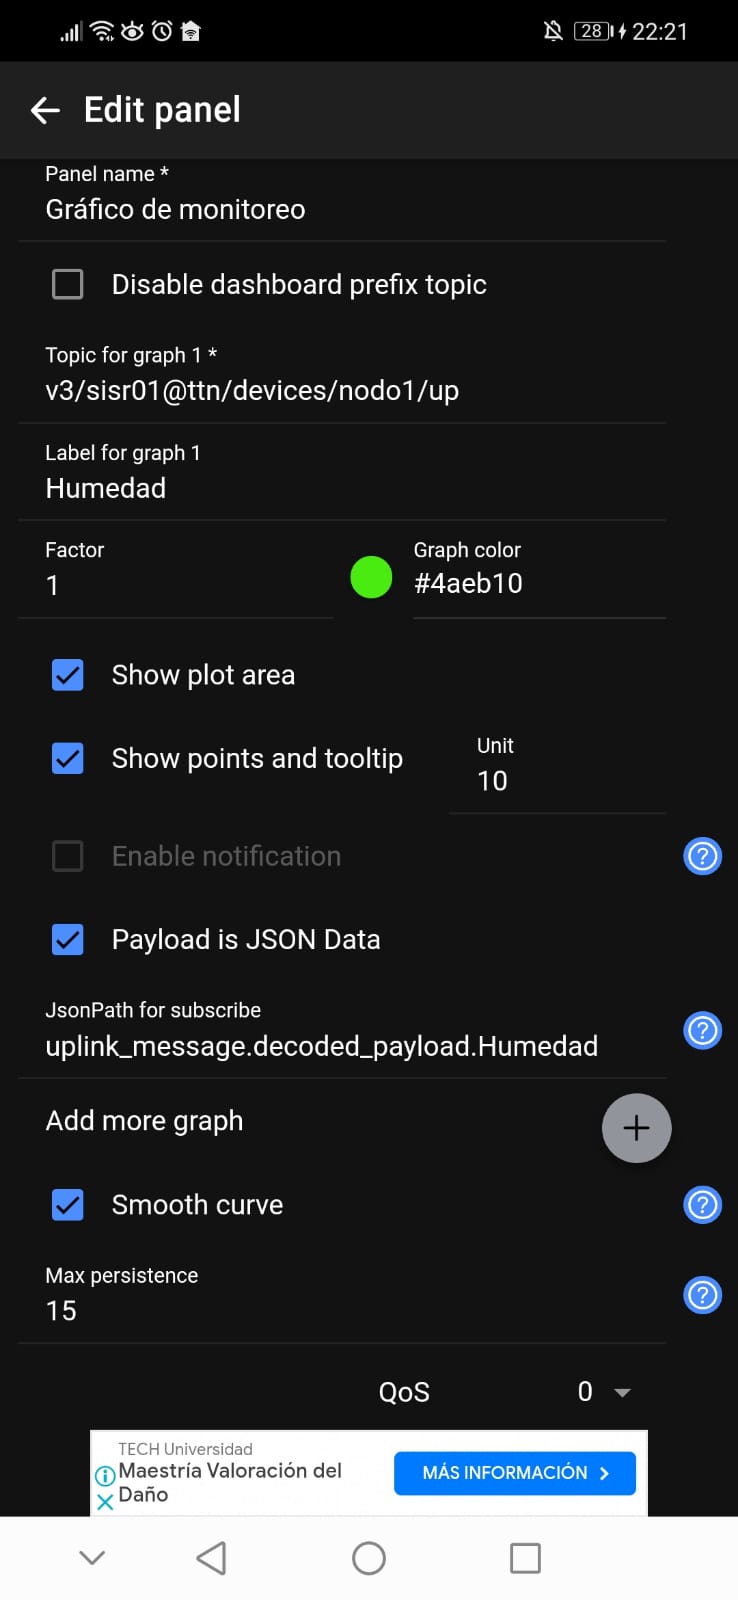 28 22:21
Edit panel
Panel name *
Gráfico de monitoreo
Disable dashboard prefix topic
Topic for graph 1 *
v3/sisr01@ttn/devices/nodo1/up
Label for graph 1
Humedad
Factor
1
Graph color
#4aeb10
Show plot area
Show points and tooltip
Unit
10
Enable notification
Payload is JSON Data
JsonPath for subscribe
uplink_message.decoded_payload.Humedad
Add more graph
Smooth curve
Max persistence
15
QoS 0
TECH Universidad
Maestría Valoración del
Daño
MÁS INFORMACIÓN